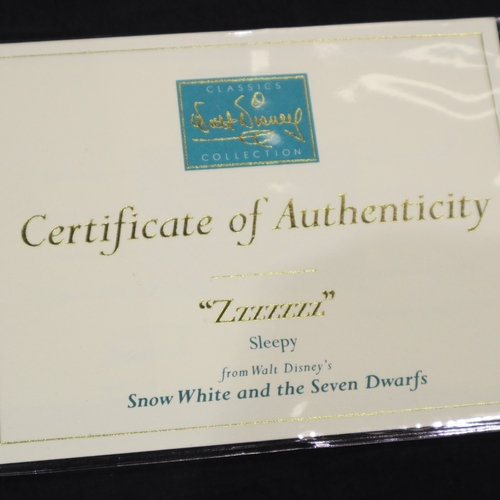 CLASSICS
Walt Disney
COLLECTION
Certificate of Authenticity
“Zzzzzzz”
Sleepy
from Walt Disney's
Snow White and the Seven Dwarfs